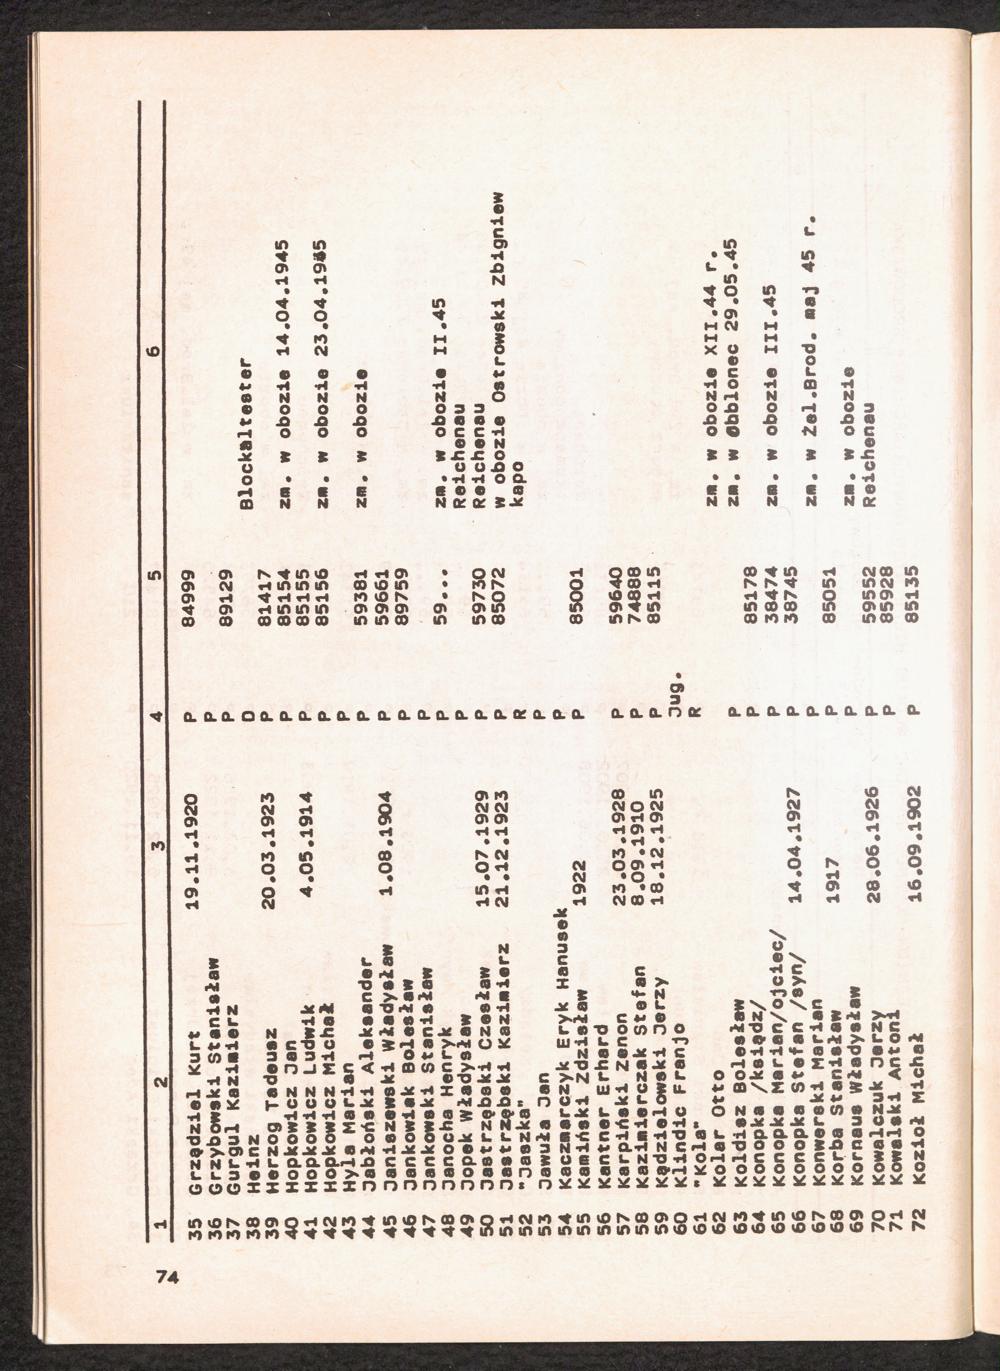 74
1 2 3 4 5 6
35 Grządziel Kurt 19.11.1920 P 84999
36 Grzybowski Stanisław P
37 Gurgul Kazimierz P 89129
38 Heinz D Blockaltester
39 Herzog Tadeusz 20.03.1923 P 81417
40 Hopkowicz Jan P 85154 zm. w obozie 14.04.1945
41 Hopkowicz Ludwik 4.05.1914 P 85155
42 Hopkowicz Michał P 85156 zm. w obozie 23.04.1945
43 Hyla Marian P
44 Jabłoński Aleksander P 59381 zm. w obozie
45 Janiszewski Władysław 1.08.1904 P 59661
46 Jankowiak Bolesław P 89759
47 Jankowski Stanisław P
48 Janocha Henryk P 59... zm. w obozie II.45
49 Jopek Władysław P Reichenau
50 Jastrzębski Czesław 15.07.1929 P 59730 Reichenau
51 Jastrzębski Kazimierz 21.12.1923 P 85072 w obozie Ostrowski Zbigniew
52 "Jaszka" R kapo
53 Jawuła Jan P
54 Kaczmarczyk Eryk Hanusek P
55 Kamiński Zdzisław 1922 P 85001
56 Kantner Erhard
57 Karpiński Zenon 23.03.1928 P 59640
58 Kazimierczak Stefan 8.09.1910 P 74888
59 Kądzielowski Jerzy 18.12.1925 P 85115
60 Klindic Franjo Jug.
61 "Kola" R
62 Kolar Otto zm. w obozie XII.44 r.
63 Koldisz Bolesław P zm. w 29.05.45
64 Konopka /ksiądz/ P 85178
65 Konopka Marian/ojciec/ P 38474 zm. w obozie III.45
66 Konopka Stefan /syn/ 14.04.1927 P 38745
67 Konwerski Marian P zm. w Żel.Brod. maj 45 r.
68 Korba Stanisław 1917 P 85051
69 Kornaus Władysław P zm. w obozie
70 Kowalczuk Jerzy 28.06.1926 P 59552 Reichenau
71 Kowalski Antoni P 85928
72 Kozioł Michał 16.09.1902 P 85135